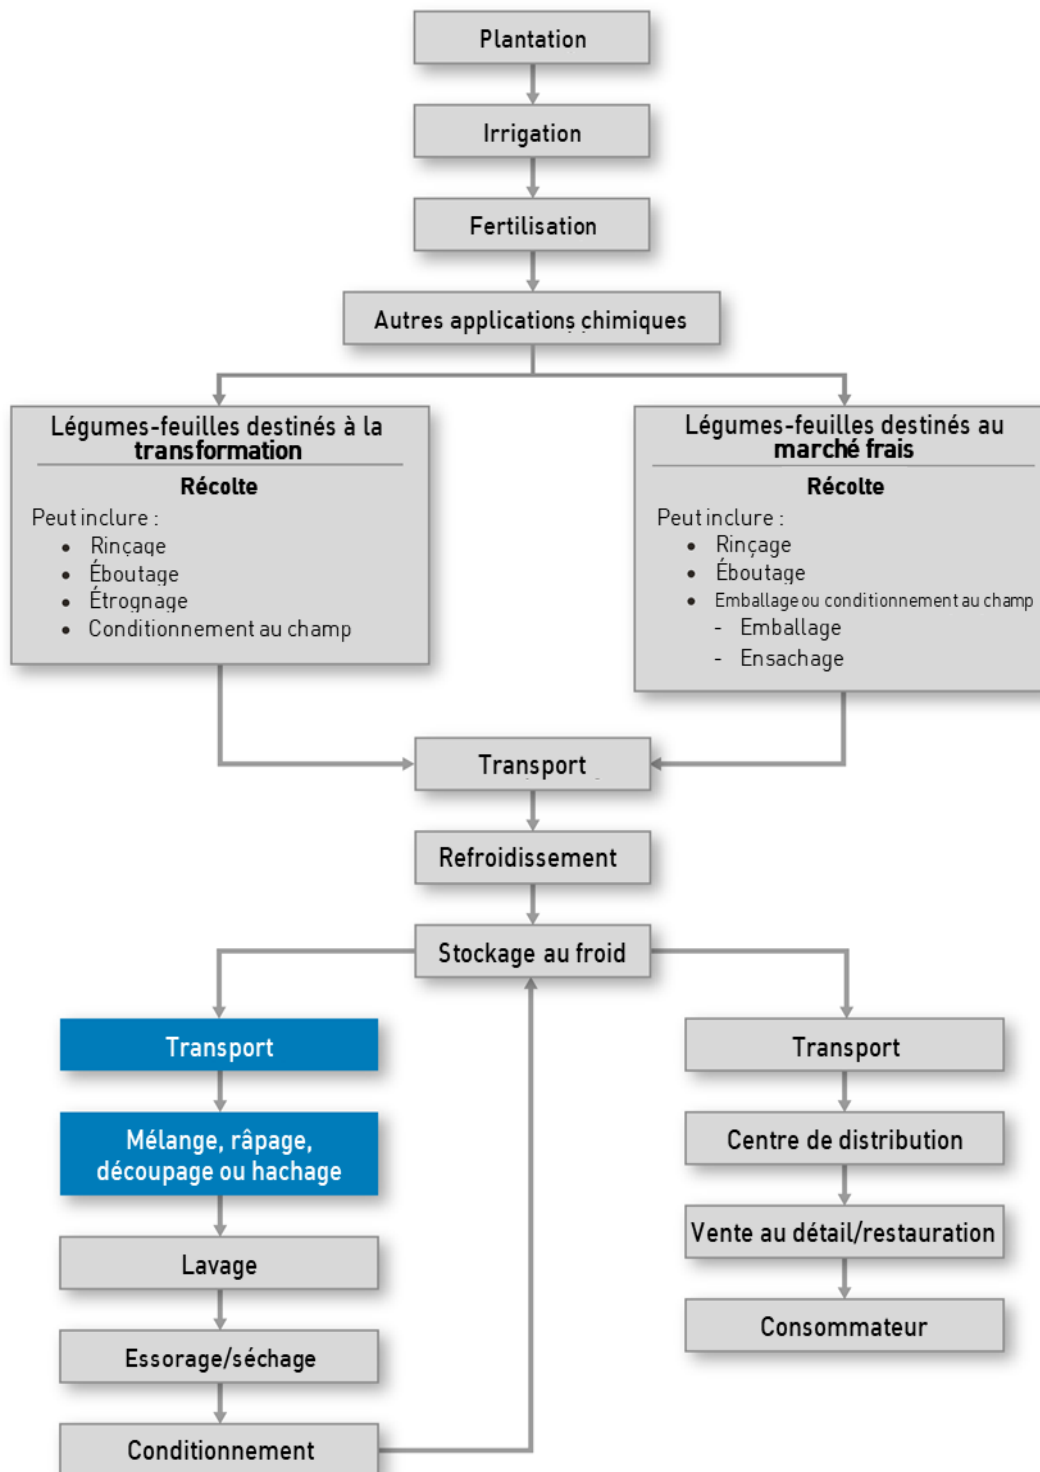 Plantation
Irrigation
Fertilisation
Autres applications chimiques
Légumes-feuilles destinés à la
transformation
Récolte
Peut inclure :
• Rinçage
• Éboutage
• Étrognage
• Conditionnement au champ
Légumes-feuilles destinés au
marché frais
Récolte
Peut inclure :
• Rinçage
• Éboutage
• Emballage ou conditionnement au champ
- Emballage
- Ensachage
Transport
Refroidissement
Stockage au froid
Transport
Mélange, râpage,
découpage ou hachage
Lavage
Essorage/séchage
Conditionnement
Transport
Centre de distribution
Vente au détail/restauration
Consommateur